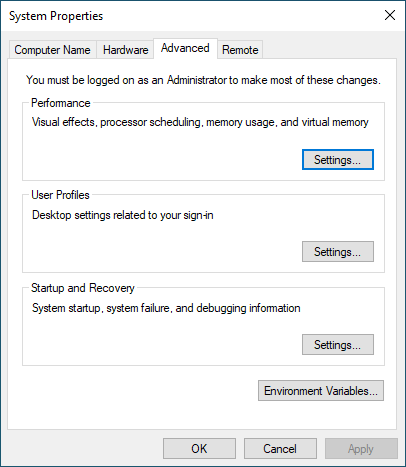 System Properties
Computer Name Hardware Advanced Remote
You must be logged on as an Administrator to make most of these changes.
Performance
Visual effects, processor scheduling, memory usage, and virtual memory
Settings...
User Profiles
Desktop settings related to your sign-in
Settings...
Startup and Recovery
System startup, system failure, and debugging information
Settings...
Environment Variables...
OK Cancel Apply